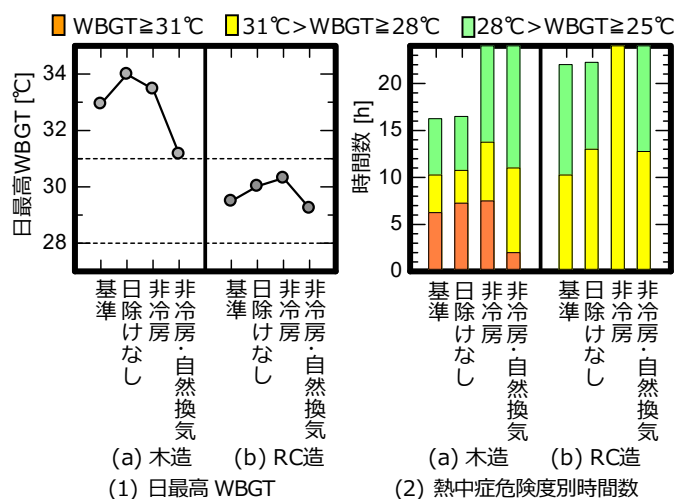 WBGT≧31℃ 31℃>WBGT≧28℃ 28℃>WBGT≧25℃
日最高WBGT [℃]
34
32
30
28
基準
日除けなし
非冷房
非冷房・自然換気
基準
日除けなし
非冷房
非冷房・自然換気
(a) 木造 (b) RC造
(1) 日最高 WBGT
時間数 [h]
20
15
10
5
0
基準
日除けなし
非冷房
非冷房・自然換気
基準
日除けなし
非冷房
非冷房・自然換気
(a) 木造 (b) RC造
(2) 熱中症危険度別時間数